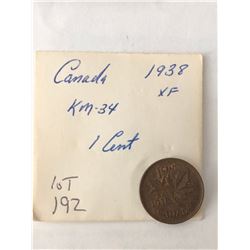 Canada 1938
KM-34 XF
1 Cent
LOT
192